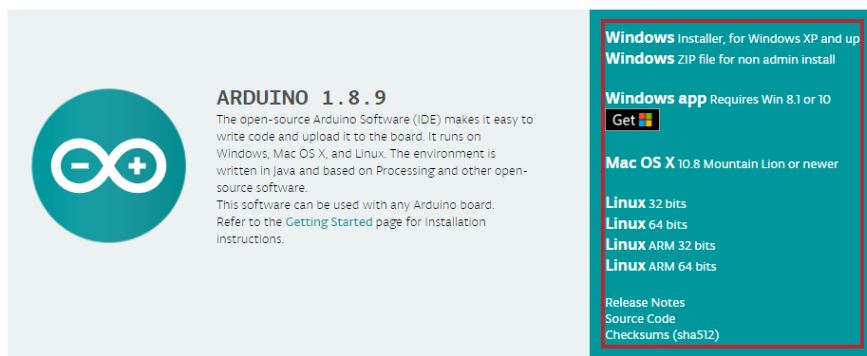 ARDUINO 1.8.9
The open-source Arduino Software (IDE) makes it easy to
write code and upload it to the board. It runs on
Windows, Mac OS X, and Linux. The environment is
written in Java and based on Processing and other open-
source software.
This software can be used with any Arduino board.
Refer to the Getting Started page for Installation
instructions.
Windows Installer, for Windows XP and up
Windows ZIP file for non admin install
Windows app Requires Win 8.1 or 10
Get
Mac OS X 10.8 Mountain Lion or newer
Linux 32 bits
Linux 64 bits
Linux ARM 32 bits
Linux ARM 64 bits
Release Notes
Source Code
Checksums (sha512)